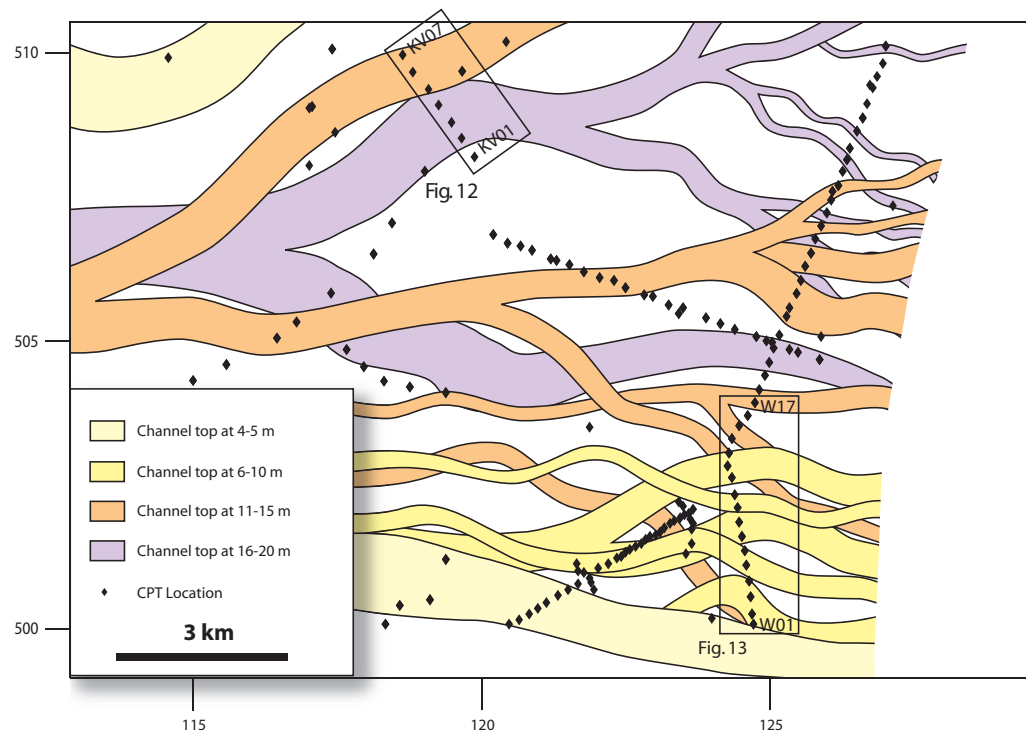 510
KV07
KV01
Fig. 12
505
W17
Channel top at 4-5 m
Channel top at 6-10 m
Channel top at 11-15 m
Channel top at 16-20 m
CPT Location
3 km
500
W01
Fig. 13
115
120
125